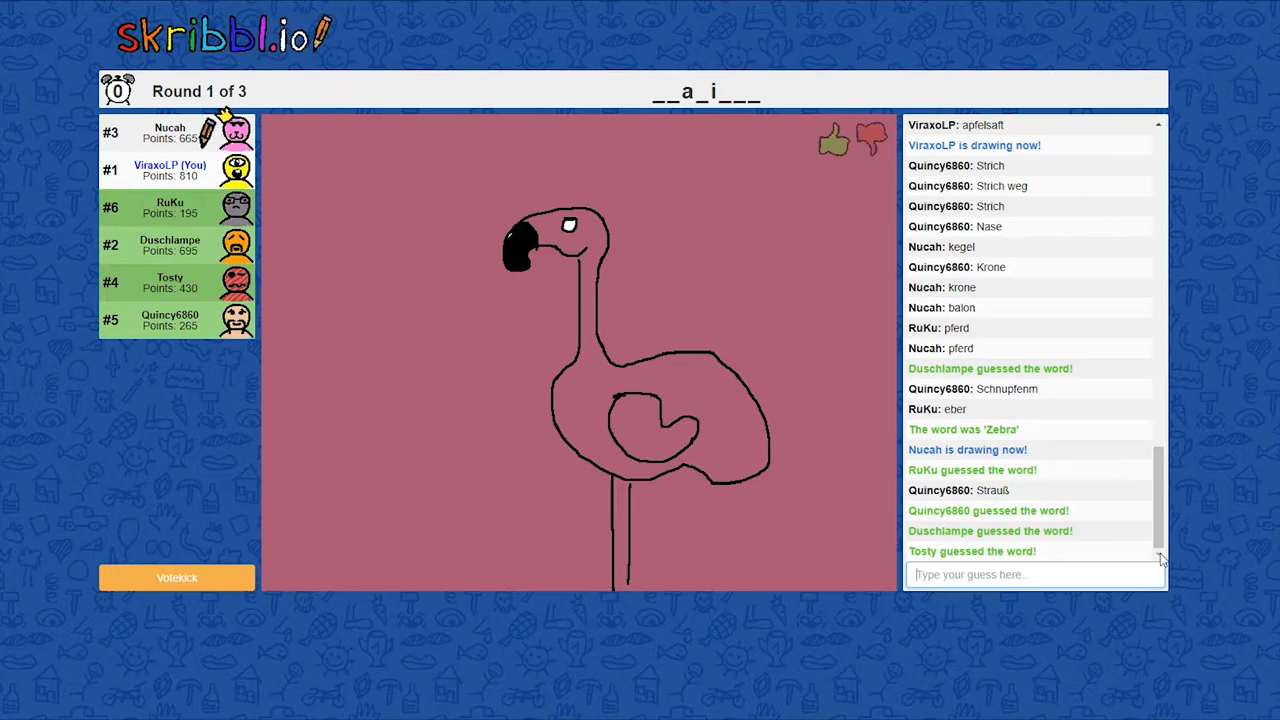 skribbl.io!
0
Round 1 of 3
__a_i___
#3
Nucah
Points: 665
#1
ViraxoLP (You)
Points: 810
#6
RuKu
Points: 195
#2
Duschlampe
Points: 695
#4
Tosty
Points: 430
#5
Quincy6860
Points: 265
Votekick
ViraxoLP: apfelsaft
ViraxoLP is drawing now!
Quincy6860: Strich
Quincy6860: Strich weg
Quincy6860: Strich
Quincy6860: Nase
Nucah: kegel
Quincy6860: Krone
Nucah: krone
Nucah: balon
RuKu: pferd
Nucah: pferd
Duschlampe guessed the word!
Quincy6860: Schnupfenm
RuKu: eber
The word was 'Zebra'
Nucah is drawing now!
RuKu guessed the word!
Quincy6860: Strauß
Quincy6860 guessed the word!
Duschlampe guessed the word!
Tosty guessed the word!
Type your guess here...